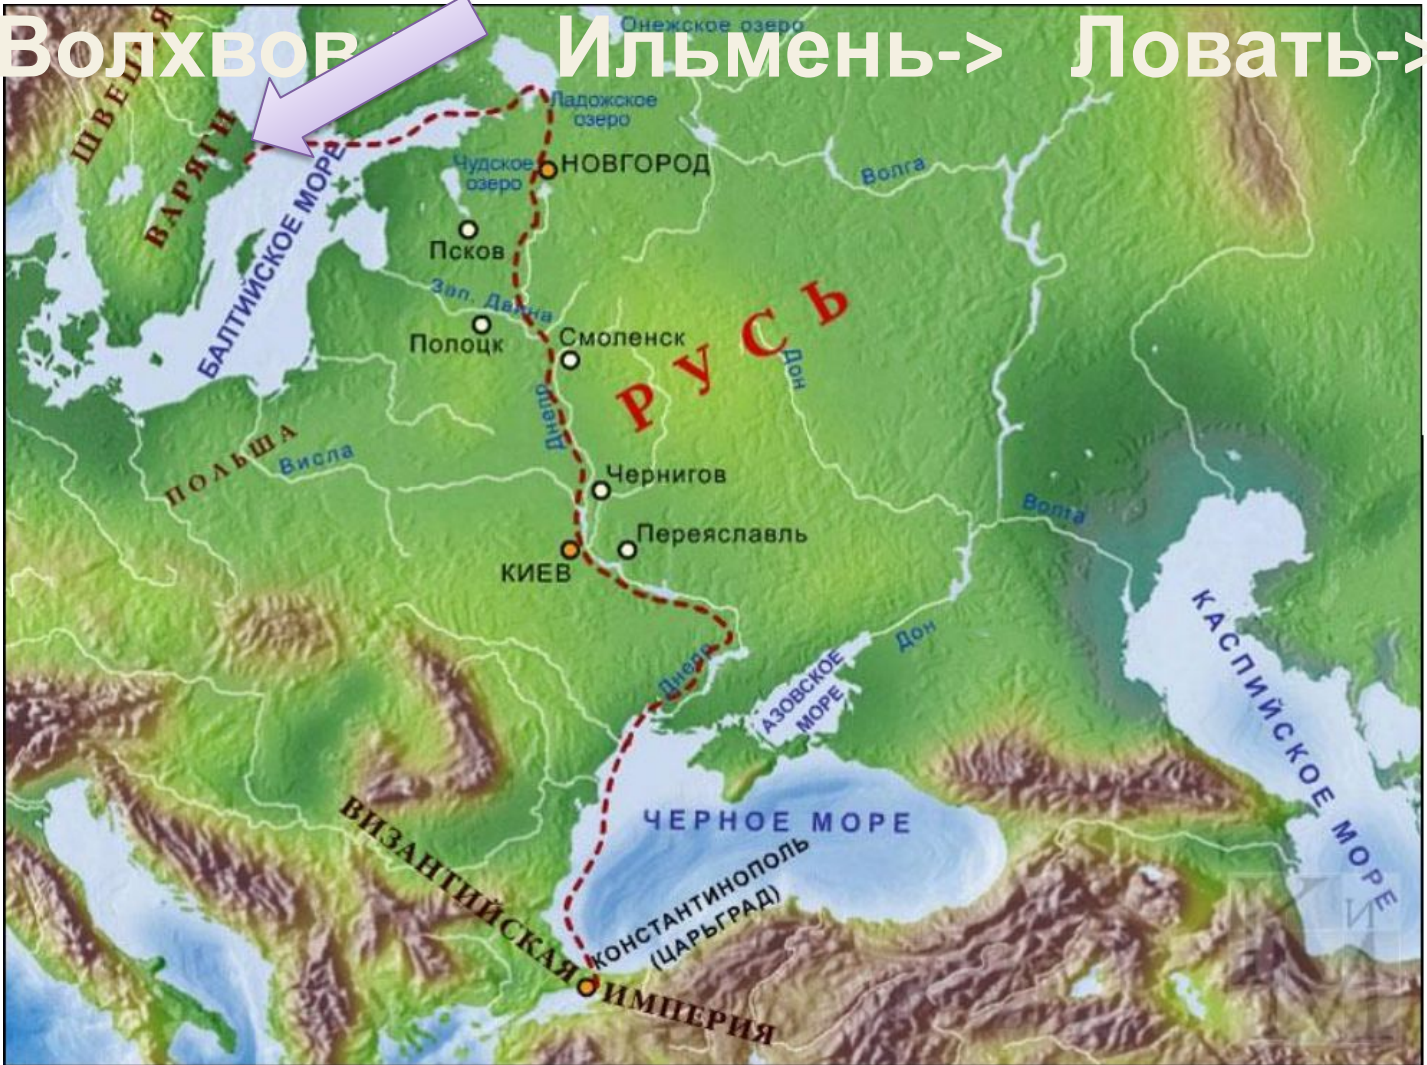 Волхвов Ильмень-> Ловать->
Онежское озеро
ШВЕЦИЯ
Ладожское
озеро
ВАРЯГИ
Чудское
озеро
НОВГОРОД
Волга
БАЛТИЙСКОЕ МОРЕ
Псков
Зап. Двина
РУСЬ
Полоцк
Смоленск
Дон
Днепр
ПОЛЬША
Висла
Чернигов
Волга
Переяславль
КИЕВ
КАСПИЙСКОЕ МОРЕ
Дон
Днепр
АЗОВСКОЕ
МОРЕ
ЧЕРНОЕ МОРЕ
ВИЗАНТИЙСКАЯ
ИМПЕРИЯ
КОНСТАНТИНОПОЛЬ
(ЦАРЬГРАД)
К И М